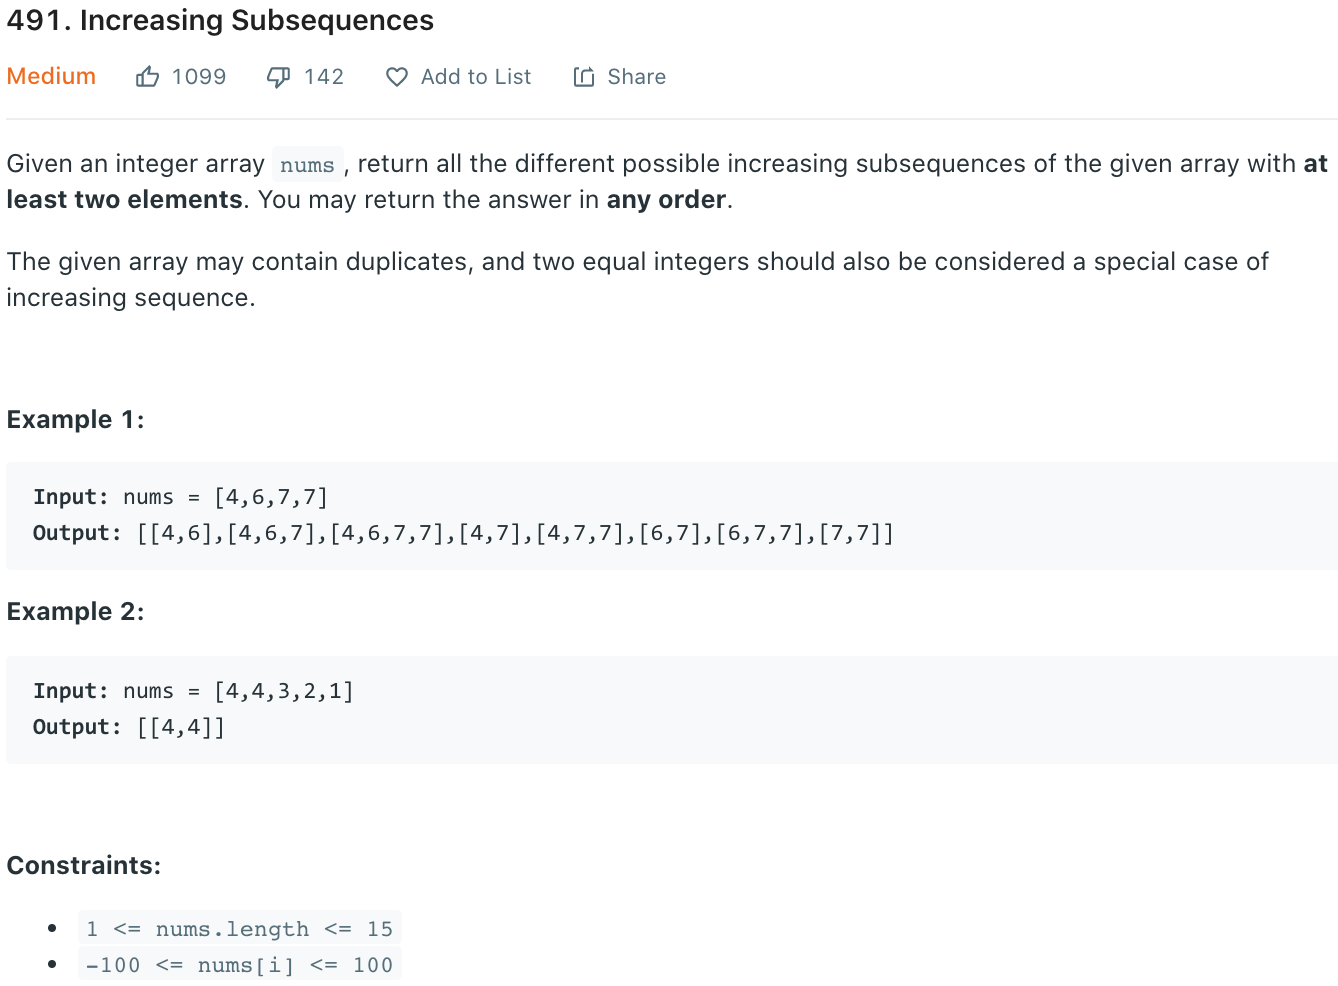 491. Increasing Subsequences
Medium 1099 142 Add to List Share
Given an integer array nums , return all the different possible increasing subsequences of the given array with at
least two elements. You may return the answer in any order.
The given array may contain duplicates, and two equal integers should also be considered a special case of
increasing sequence.
Example 1:
Input: nums = [4,6,7,7]
Output: [[4,6],[4,6,7],[4,6,7,7],[4,7],[4,7,7],[6,7],[6,7,7],[7,7]]
Example 2:
Input: nums = [4,4,3,2,1]
Output: [[4,4]]
Constraints:
• 1 <= nums.length <= 15
• -100 <= nums[i] <= 100